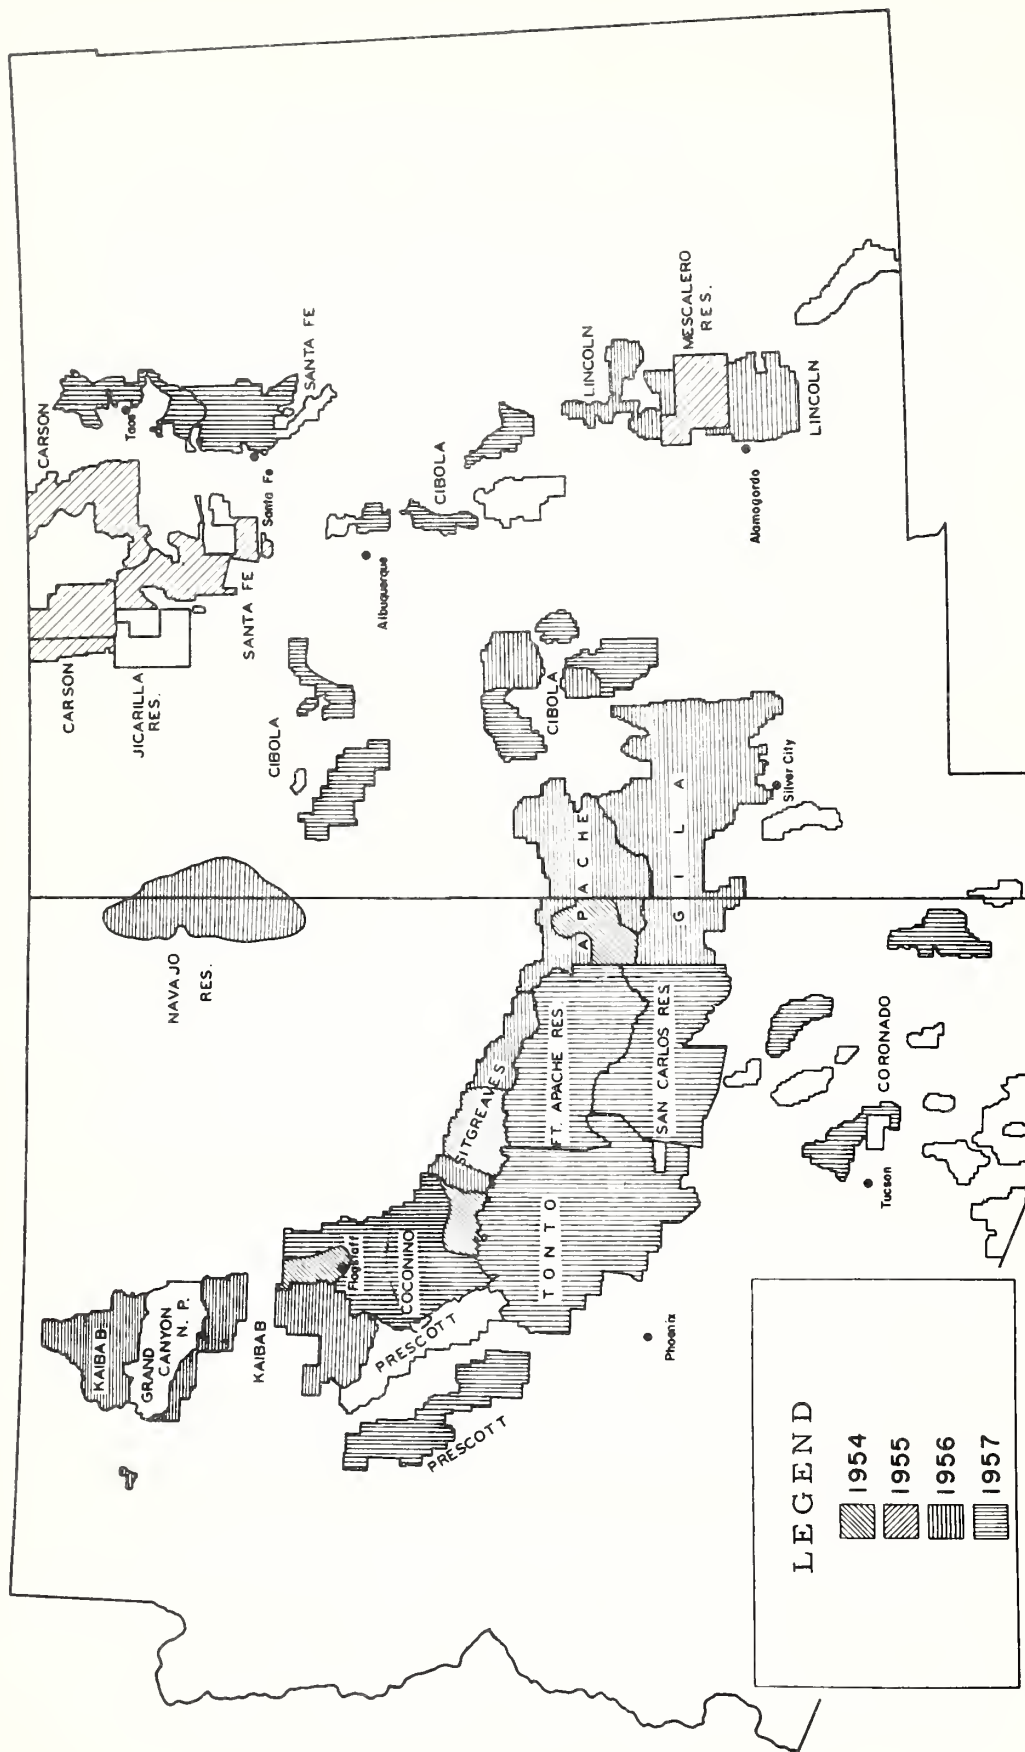 KAIBAB
GRAND
CANYON
N. P.
KAIBAB
Flagstaff
COCONINO
PRESCOTT
PRESCOTT
SITGREAVES
TONTO
FT. APACHE RES.
SAN CARLOS RES.
Phoenix
Tucson
CORONADO
NAVAJO
RES.
APACHE
GILA
Silver City
CARSON
JICARILLA
RES.
CARSON
Taos
SANTA FE
Santa Fe
SANTA FE
CIBOLA
Albuquerque
CIBOLA
CIBOLA
LINCOLN
MESCALERO
RES.
LINCOLN
Alamogordo
LEGEND
1954
1955
1956
1957